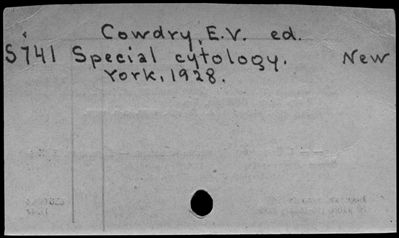 Cowdry, E.V. ed.
S741 Special cytology. New
York, 1928.